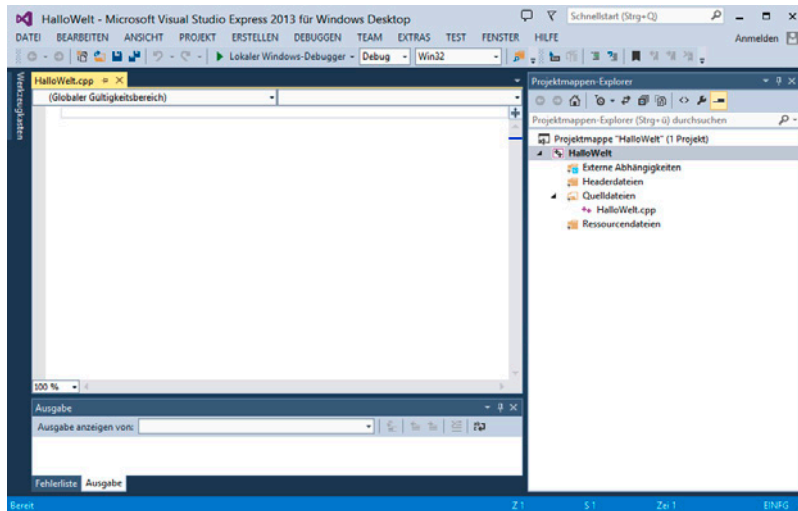 HalloWelt - Microsoft Visual Studio Express 2013 für Windows Desktop
Schnellstart (Strg+Q)
DATEI BEARBEITEN ANSICHT PROJEKT ERSTELLEN DEBUGGEN TEAM EXTRAS TEST FENSTER HILFE
Anmelden
Lokaler Windows-Debugger Debug Win32
Werkzeugkasten
HalloWelt.cpp
(Globaler Gültigkeitsbereich)
100 %
Ausgabe
Ausgabe anzeigen von:
Fehlerliste Ausgabe
Projektmappen-Explorer
Projektmappen-Explorer (Strg+ü) durchsuchen
Projektmappe "HalloWelt" (1 Projekt)
HalloWelt
Externe Abhängigkeiten
Headerdateien
Quelldateien
HalloWelt.cpp
Ressourcendateien
Bereit Z 1 S 1 Zei 1 EINFG